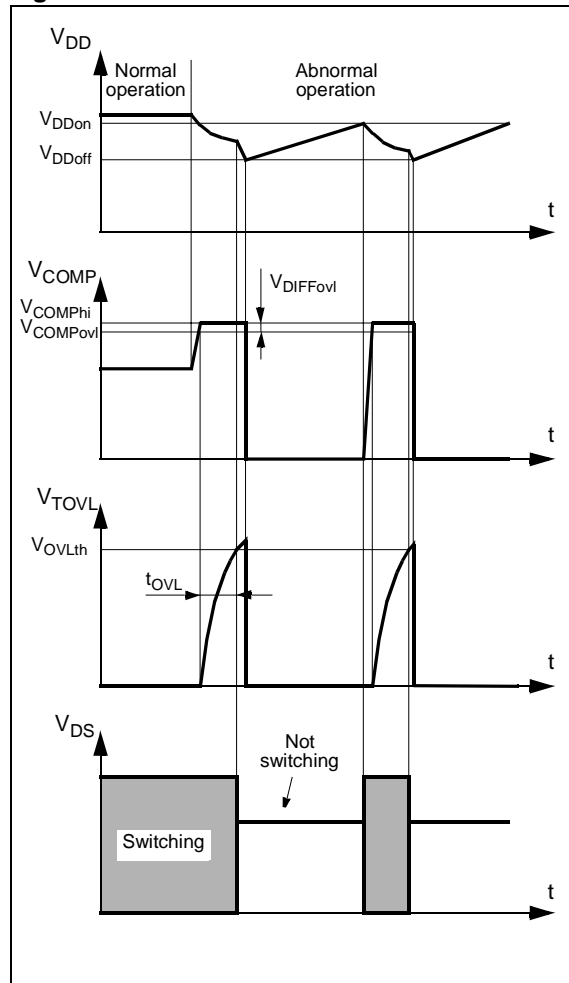 VDD
Normal
operation
Abnormal
operation
VDDon
VDDoff
t
VCOMP
VDIFFovl
VCOMPhi
VCOMPovl
t
VTOVL
VOVLth
tOVL
t
VDS
Not
switching
Switching
t